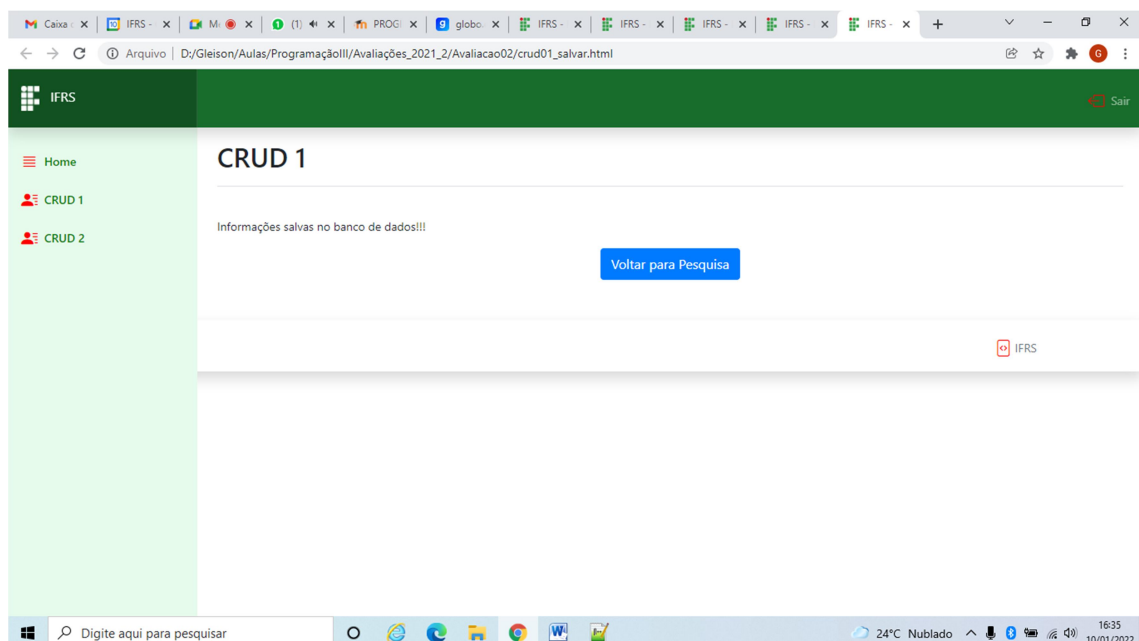 Caixa IFRS - (1) PROG globo. IFRS - IFRS - IFRS - IFRS - IFRS -
Arquivo D:/Gleison/Aulas/ProgramaçãoIII/Avaliações_2021_2/Avaliacao02/crud01_salvar.html G
IFRS
Sair
Home
CRUD 1
CRUD 2
CRUD 1
Informações salvas no banco de dados!!!
Voltar para Pesquisa
IFRS
Digite aqui para pesquisar
24°C Nublado
16:35